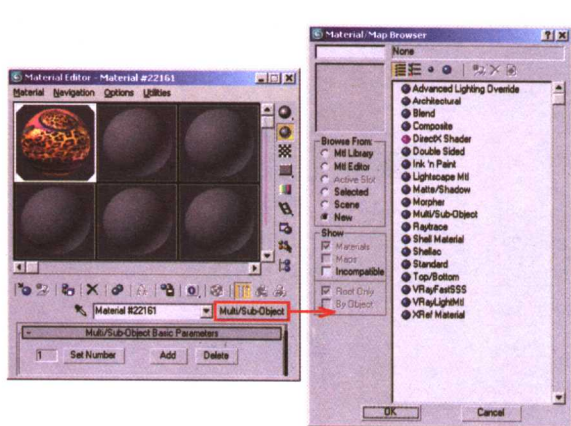 Material Editor - Material #22161
Material Navigation Options Utilities
Material #22161
Multi/Sub-Object
Multi/Sub-Object Basic Parameters
1
Set Number
Add
Delete
Material/Map Browser
None
Browse From:
Mtl Library
Mtl Editor
Active Slot
Selected
Scene
New
Show
Materials
Maps
Incompatible
Root Only
By Object
Advanced Lighting Override
Architectural
Blend
Composite
DirectX Shader
Double Sided
Ink 'n Paint
Lightscape Mtl
Matte/Shadow
Morpher
Multi/Sub-Object
Raytrace
Shell Material
Shellac
Standard
Top/Bottom
VRayFastSSS
VRayLightMtl
XRef Material
OK
Cancel